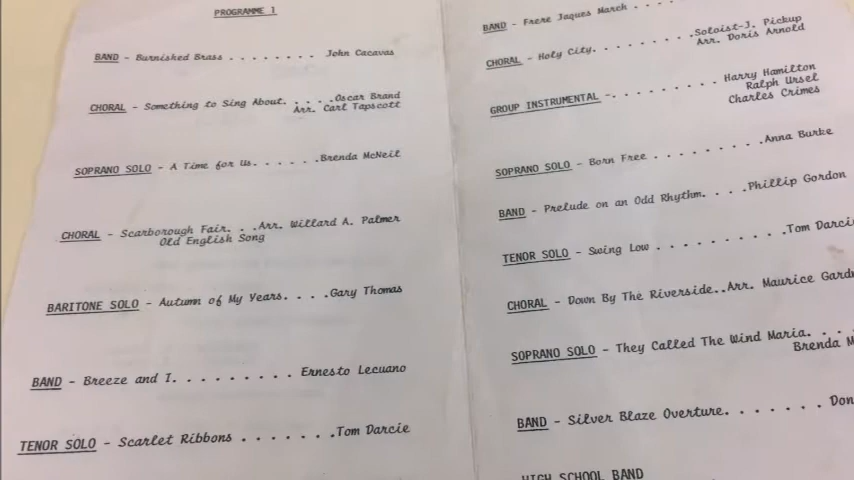 PROGRAMME 1
BAND - Burnished Brass . . . . . . . . John Cacavas
CHORAL - Something to Sing About. . . . .Oscar Brand
Arr. Carl Tapscott
SOPRANO SOLO - A Time for Us. . . . . .Brenda McNeil
CHORAL - Scarborough Fair. . .Arr. Willard A. Palmer
Old English Song
BARITONE SOLO - Autumn of My Years. . . .Gary Thomas
BAND - Breeze and I. . . . . . . . . Ernesto Lecuano
TENOR SOLO - Scarlet Ribbons . . . . . . .Tom Darcie
BAND - Frere Jaques March . . . .
CHORAL - Holy City. . . . . . . . .Soloist-J. Pickup
Arr. Doris Arnold
GROUP INSTRUMENTAL -. . . . . . . . . Harry Hamilton
Ralph Ursel
Charles Crimes
SOPRANO SOLO - Born Free . . . . . . . . .Anna Burke
BAND - Prelude on an Odd Rhythm. . . .Phillip Gordon
TENOR SOLO - Swing Low . . . . . . . . . .Tom Darci
CHORAL - Down By The Riverside..Arr. Maurice Gard
SOPRANO SOLO - They Called The Wind Maria. . . .
Brenda M
BAND - Silver Blaze Overture. . . . . . . Don
HIGH SCHOOL BAND